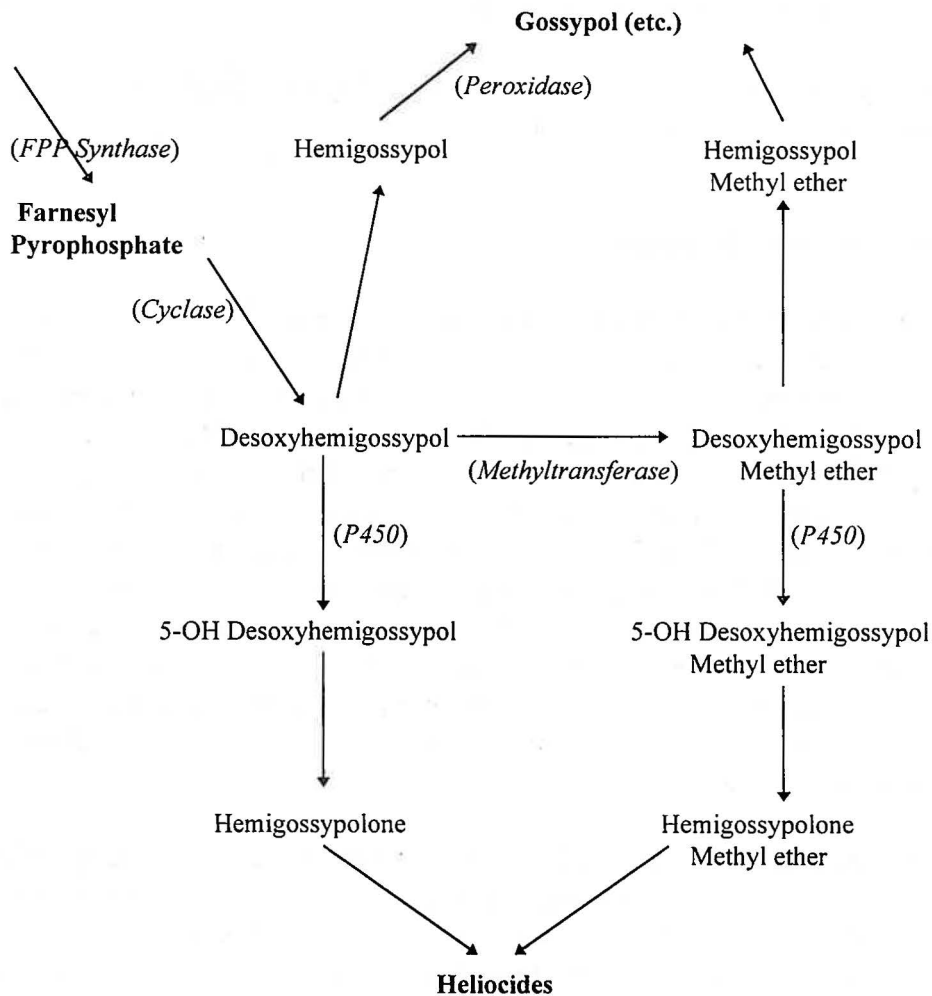 Gossypol (etc.)
(Peroxidase)
(FPP Synthase)
Hemigossypol
Hemigossypol
Methyl ether
Farnesyl
Pyrophosphate
(Cyclase)
Desoxyhemigossypol
(Methyltransferase)
Desoxyhemigossypol
Methyl ether
(P450)
(P450)
5-OH Desoxyhemigossypol
5-OH Desoxyhemigossypol
Methyl ether
Hemigossypolone
Hemigossypolone
Methyl ether
Heliocides